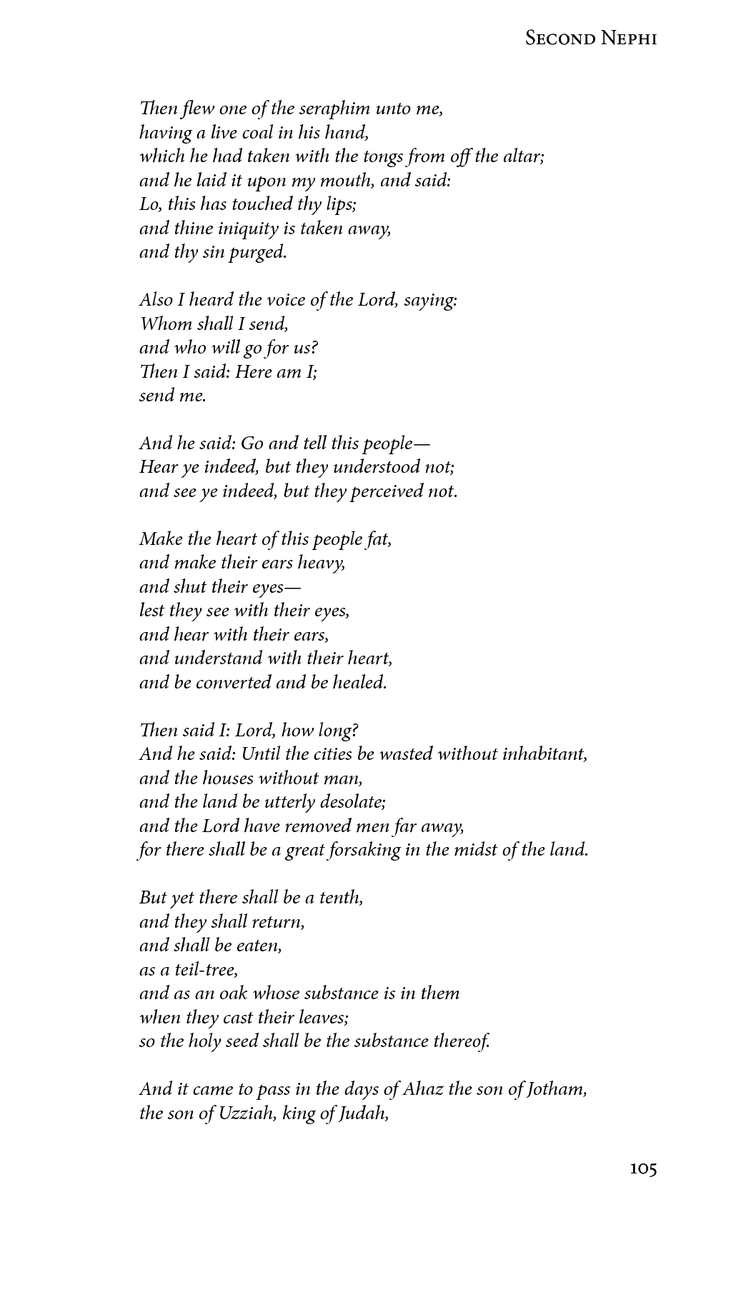 Second Nephi
Then flew one of the seraphim unto me,
having a live coal in his hand,
which he had taken with the tongs from off the altar;
and he laid it upon my mouth, and said:
Lo, this has touched thy lips;
and thine iniquity is taken away,
and thy sin purged.
Also I heard the voice of the Lord, saying:
Whom shall I send,
and who will go for us?
Then I said: Here am I;
send me.
And he said: Go and tell this people—
Hear ye indeed, but they understood not;
and see ye indeed, but they perceived not.
Make the heart of this people fat,
and make their ears heavy,
and shut their eyes—
lest they see with their eyes,
and hear with their ears,
and understand with their heart,
and be converted and be healed.
Then said I: Lord, how long?
And he said: Until the cities be wasted without inhabitant,
and the houses without man,
and the land be utterly desolate;
and the Lord have removed men far away,
for there shall be a great forsaking in the midst of the land.
But yet there shall be a tenth,
and they shall return,
and shall be eaten,
as a teil-tree,
and as an oak whose substance is in them
when they cast their leaves;
so the holy seed shall be the substance thereof.
And it came to pass in the days of Ahaz the son of Jotham,
the son of Uzziah, king of Judah,
105